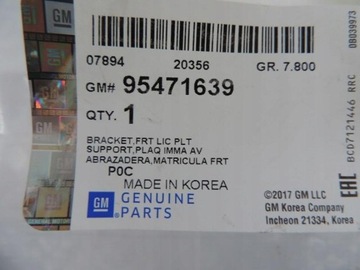 07894 20356 GR. 7.800
GM# 95471639
QTY. 1
BRACKET,FRT LIC PLT
SUPPORT,PLAQ IMMA AV
ABRAZADERA,MATRICULA FRT
P0C
MADE IN KOREA
GM GENUINE
PARTS
©2017 GM LLC
GM Korea Company
Incheon 21334, Korea
EAC
BCD7121446 RRC
0B039973
GM